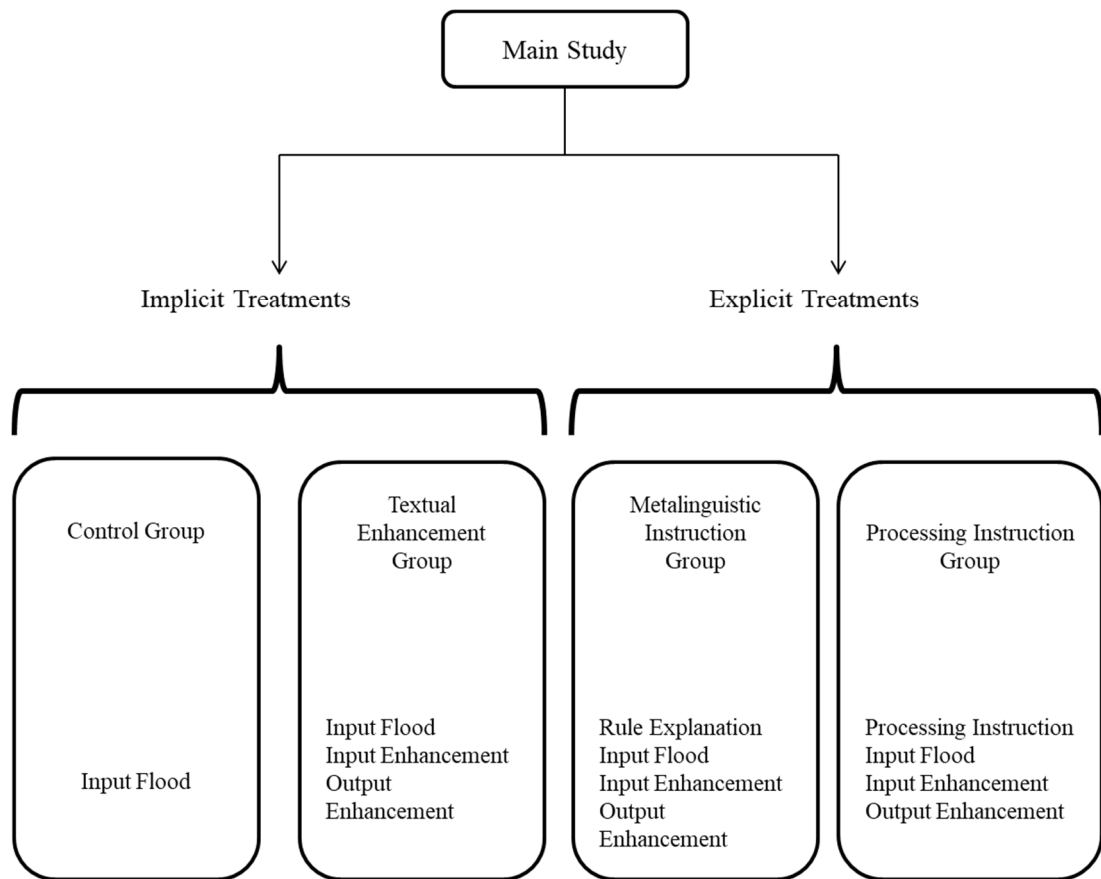 Main Study
Implicit Treatments
Explicit Treatments
Control Group
Input Flood
Textual
Enhancement
Group
Input Flood
Input Enhancement
Output
Enhancement
Metalinguistic
Instruction
Group
Rule Explanation
Input Flood
Input Enhancement
Output
Enhancement
Processing Instruction
Group
Processing Instruction
Input Flood
Input Enhancement
Output Enhancement